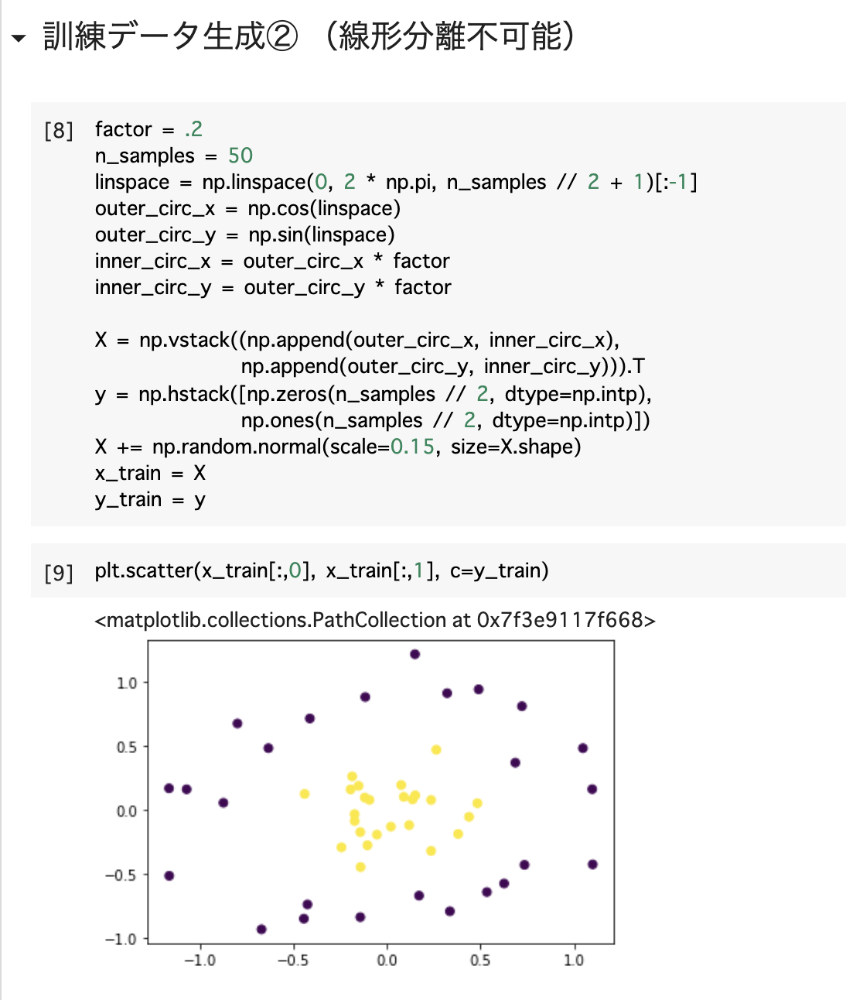 訓練データ生成② （線形分離不可能）
[8] factor = .2
n_samples = 50
linspace = np.linspace(0, 2 * np.pi, n_samples // 2 + 1)[:-1]
outer_circ_x = np.cos(linspace)
outer_circ_y = np.sin(linspace)
inner_circ_x = outer_circ_x * factor
inner_circ_y = outer_circ_y * factor
X = np.vstack((np.append(outer_circ_x, inner_circ_x),
np.append(outer_circ_y, inner_circ_y))).T
y = np.hstack([np.zeros(n_samples // 2, dtype=np.intp),
np.ones(n_samples // 2, dtype=np.intp)])
X += np.random.normal(scale=0.15, size=X.shape)
x_train = X
y_train = y
[9] plt.scatter(x_train[:,0], x_train[:,1], c=y_train)
<matplotlib.collections.PathCollection at 0x7f3e9117f668>
1.0
0.5
0.0
−0.5
−1.0
−1.0 −0.5 0.0 0.5 1.0